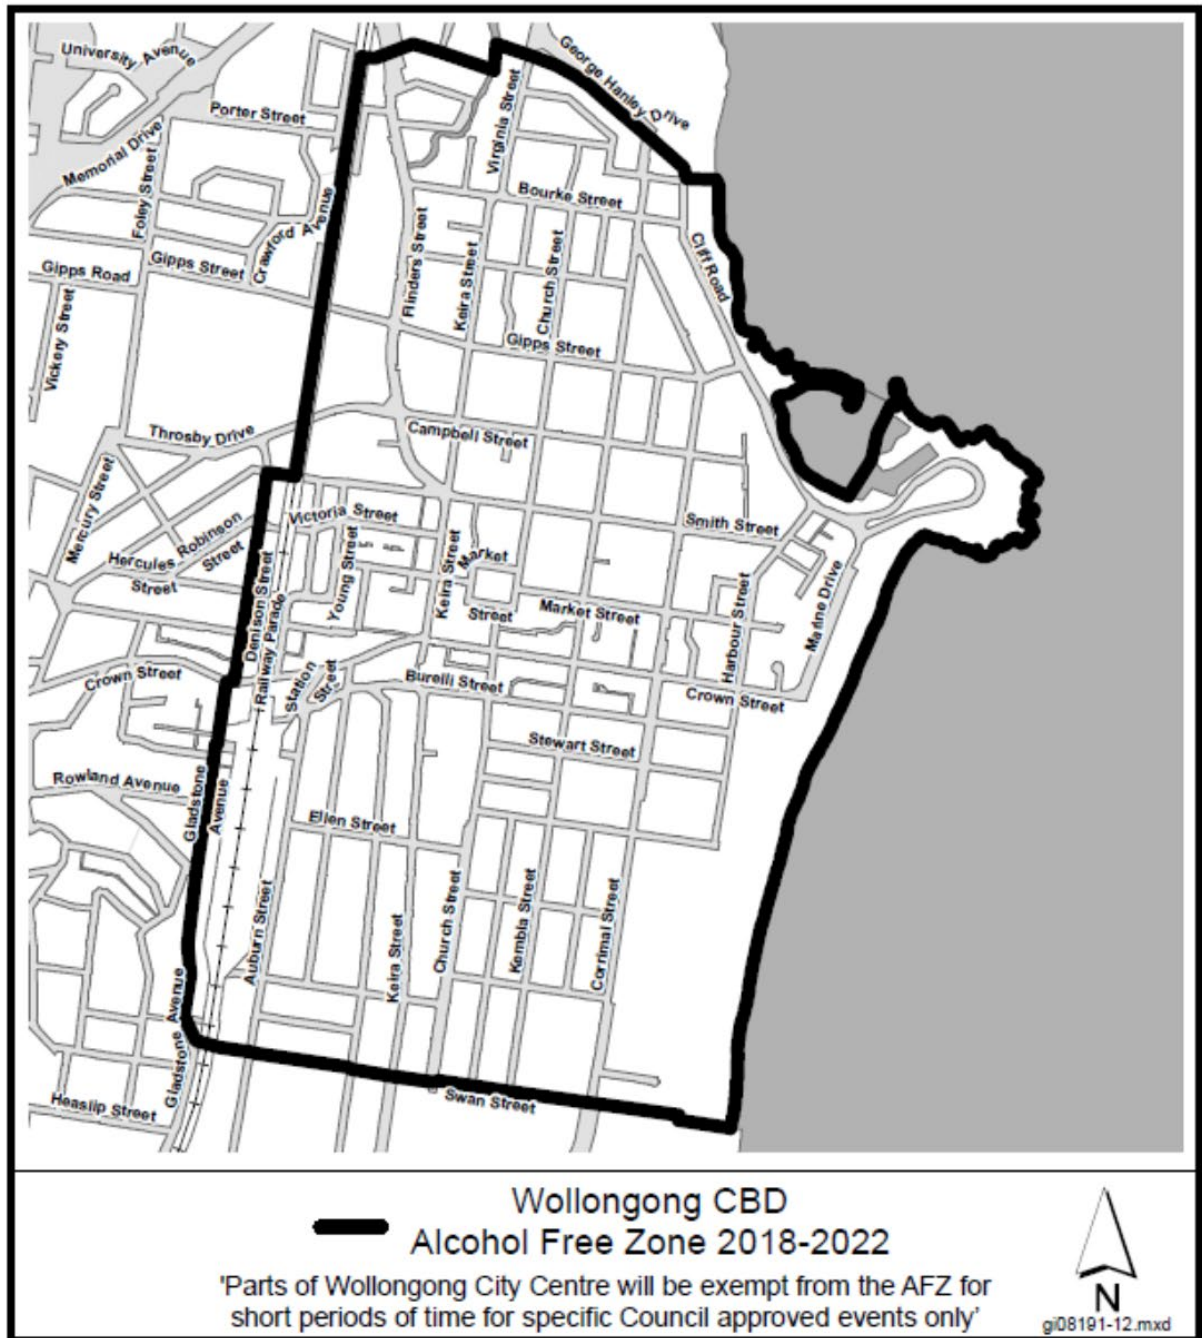 George Hanley Drive
University Avenue
Virginia Street
Porter Street
Memorial Drive
Foley Street
Bourke Street
Crawford Avenue
Flinders Street
Keira Street
Church Street
Cliff Road
Gipps Street
Gipps Road
Vickery Street
Gipps Street
Throsby Drive
Campbell Street
Mercury Street
Victoria Street
Smith Street
Hercules Street
Robinson Street
Young Street
Keira Street
Market Street
Denison Street
Railway Parade
Market Street
Harbour Street
Marine Drive
Crown Street
Station Street
Burelli Street
Crown Street
Stewart Street
Rowland Avenue
Gladstone Avenue
Ellen Street
Auburn Street
Keira Street
Church Street
Kembla Street
Corrimal Street
Gladstone Avenue
Heaslip Street
Swan Street
Wollongong CBD
Alcohol Free Zone 2018-2022
'Parts of Wollongong City Centre will be exempt from the AFZ for
short periods of time for specific Council approved events only'
N
gi08191-12.mxd